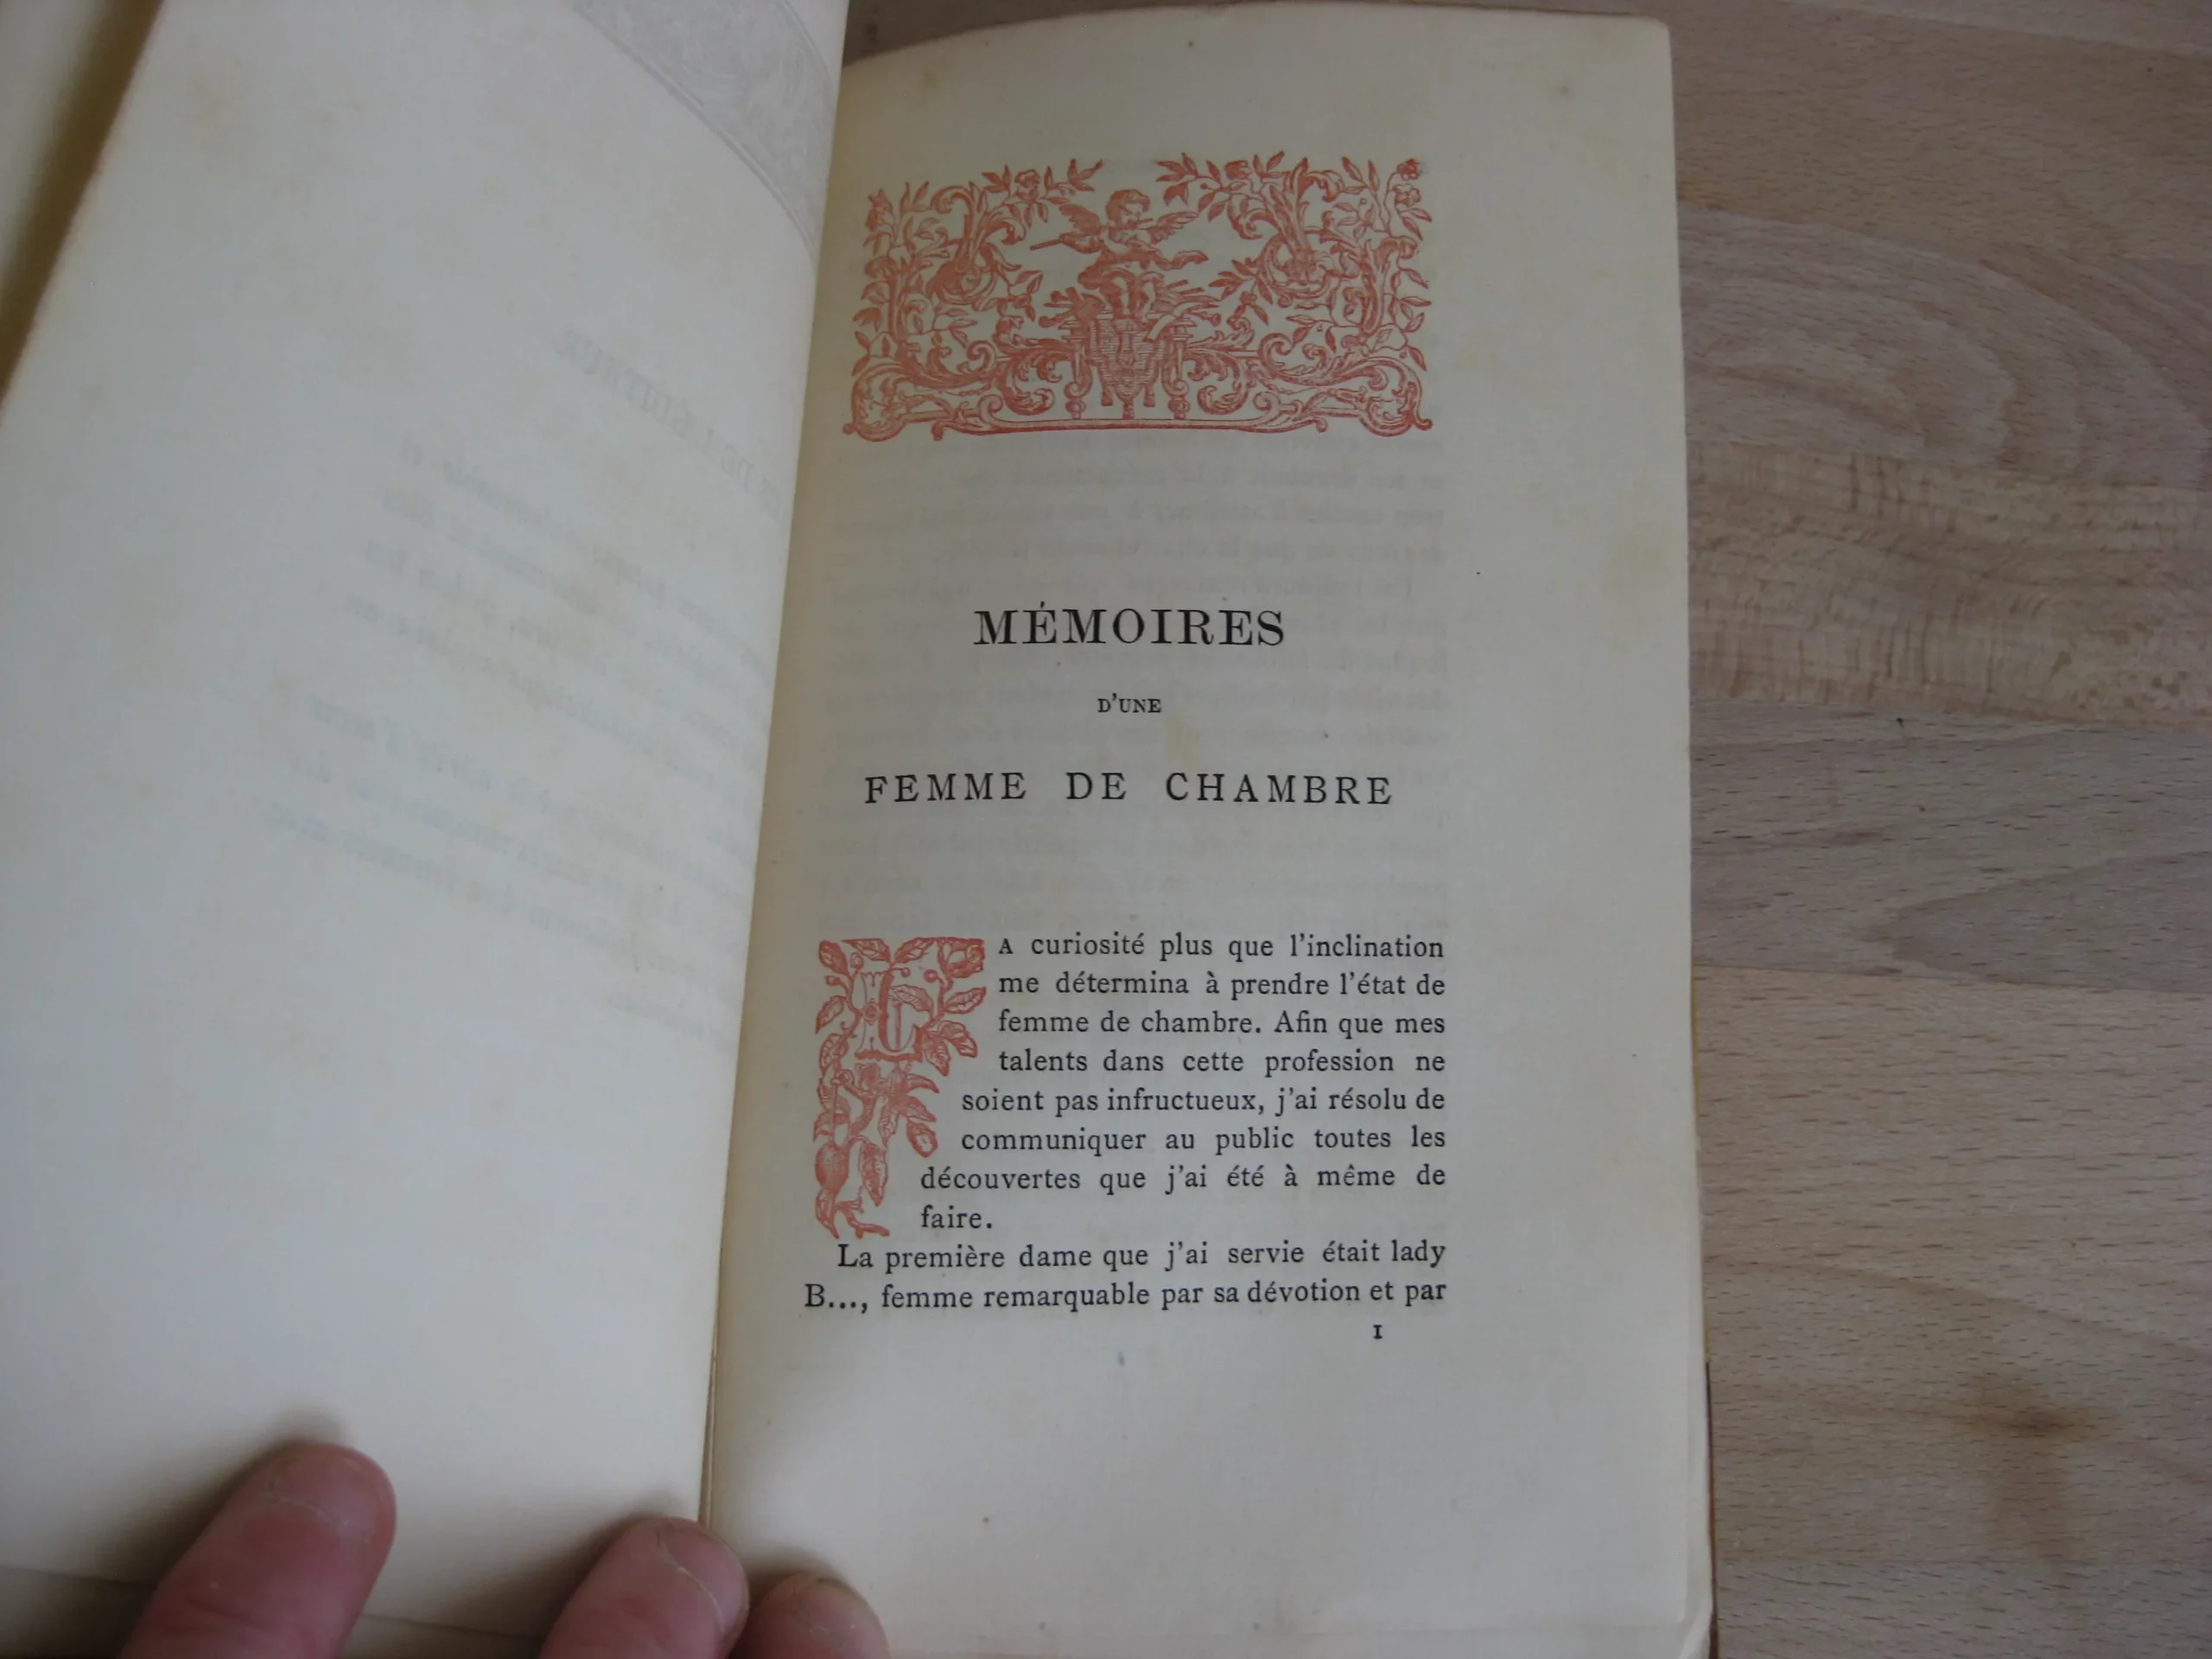 MÉMOIRES
D'UNE
FEMME DE CHAMBRE
LA curiosité plus que l'inclination
me détermina à prendre l'état de
femme de chambre. Afin que mes
talents dans cette profession ne
soient pas infructueux, j'ai résolu de
communiquer au public toutes les
découvertes que j'ai été à même de
faire.
La première dame que j'ai servie était lady
B..., femme remarquable par sa dévotion et par
1